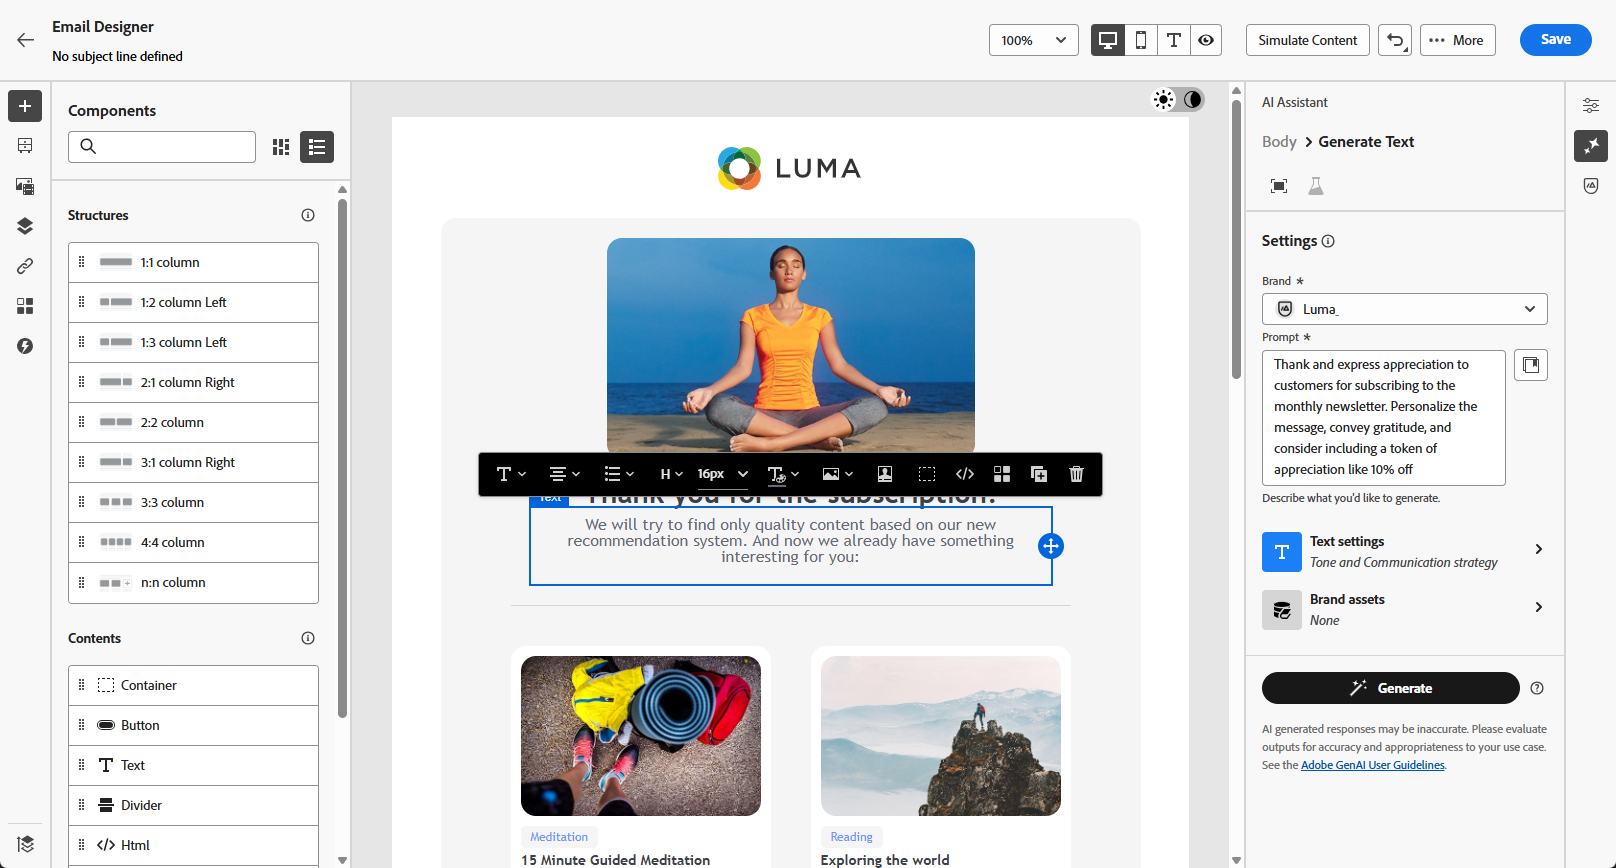 Email Designer
No subject line defined
100%
Simulate Content
More
Save
Components
Structures
1:1 column
1:2 column Left
1:3 column Left
2:1 column Right
2:2 column
3:1 column Right
3:3 column
4:4 column
n:n column
Contents
Container
Button
Text
Divider
Html
LUMA
H
16px
Text
Thank you for the subscription!
We will try to find only quality content based on our new
recommendation system. And now we already have something
interesting for you:
Meditation
15 Minute Guided Meditation
Reading
Exploring the world
AI Assistant
Body > Generate Text
Settings
Brand *
Luma_
Prompt *
Thank and express appreciation to
customers for subscribing to the
monthly newsletter. Personalize the
message, convey gratitude, and
consider including a token of
appreciation like 10% off
Describe what you'd like to generate.
Text settings
Tone and Communication strategy
Brand assets
None
Generate
AI generated responses may be inaccurate. Please evaluate
outputs for accuracy and appropriateness to your use case.
See the Adobe GenAI User Guidelines.